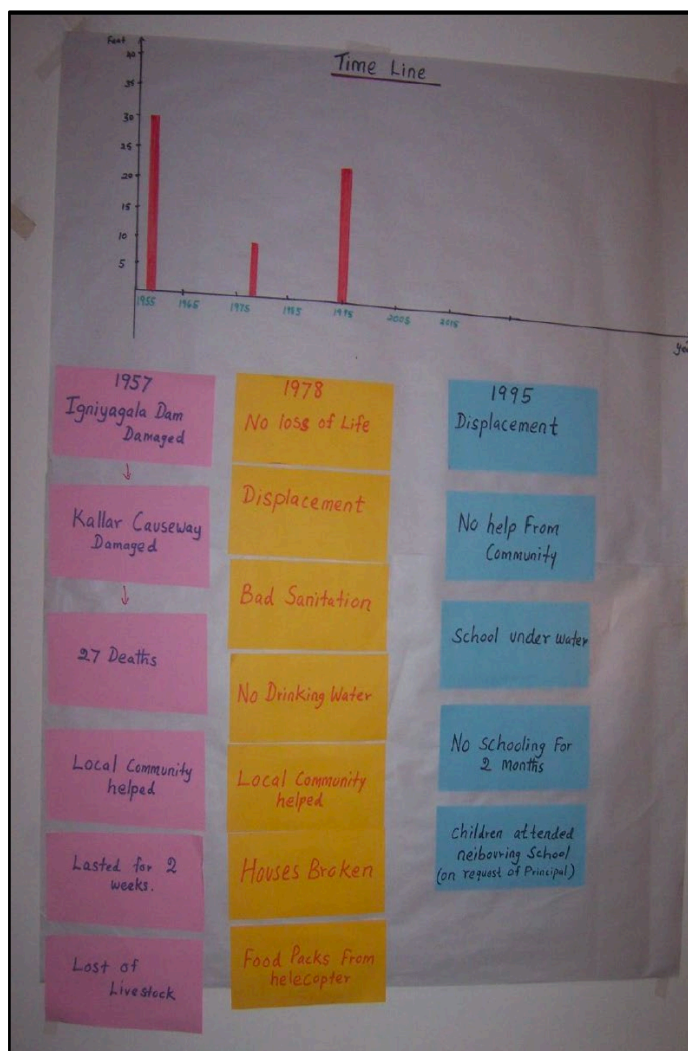 Time Line
Feet
40
35
30
25
20
15
10
5
1955 1965 1975 1985 1995 2005 2015
1957
Igniyagala Dam
Damaged
Kallar Causeway
Damaged
27 Deaths
Local Community
helped
Lasted for 2
weeks.
Lost of
Livestock
1978
No loss of Life
Displacement
Bad Sanitation
No Drinking Water
Local Community
helped
Houses Broken
Food Packs From
helecopter
1995
Displacement
No help From
Community
School under water
No Schooling For
2 months
Children attended
neibouring School
(on request of Principal)